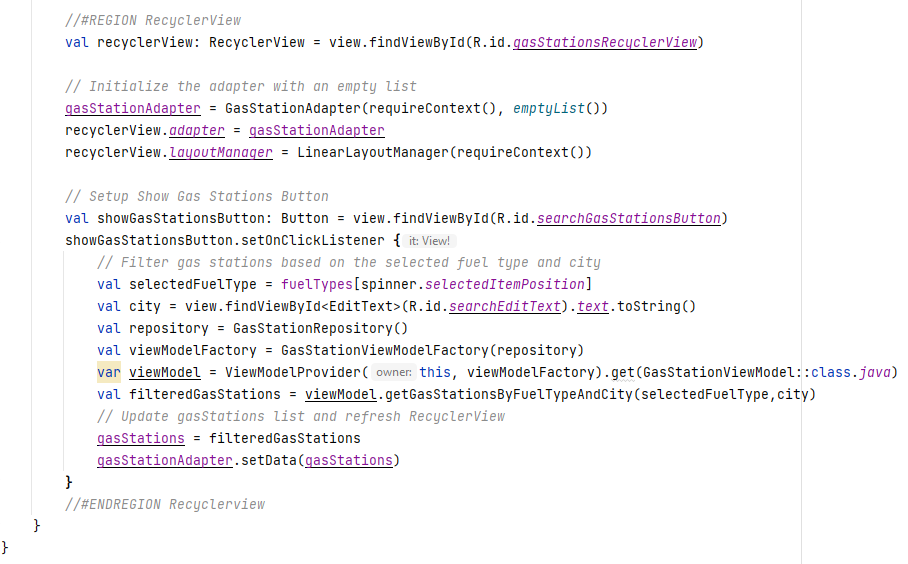 //#REGION RecyclerView
val recyclerView: RecyclerView = view.findViewById(R.id.gasStationsRecyclerView)
// Initialize the adapter with an empty list
gasStationAdapter = GasStationAdapter(requireContext(), emptyList())
recyclerView.adapter = gasStationAdapter
recyclerView.layoutManager = LinearLayoutManager(requireContext())
// Setup Show Gas Stations Button
val showGasStationsButton: Button = view.findViewById(R.id.searchGasStationsButton)
showGasStationsButton.setOnClickListener { it: View!
// Filter gas stations based on the selected fuel type and city
val selectedFuelType = fuelTypes[spinner.selectedItemPosition]
val city = view.findViewById<EditText>(R.id.searchEditText).text.toString()
val repository = GasStationRepository()
val viewModelFactory = GasStationViewModelFactory(repository)
var viewModel = ViewModelProvider( owner: this, viewModelFactory).get(GasStationViewModel::class.java)
val filteredGasStations = viewModel.getGasStationsByFuelTypeAndCity(selectedFuelType,city)
// Update gasStations list and refresh RecyclerView
gasStations = filteredGasStations
gasStationAdapter.setData(gasStations)
}
//#ENDREGION Recyclerview
}
}